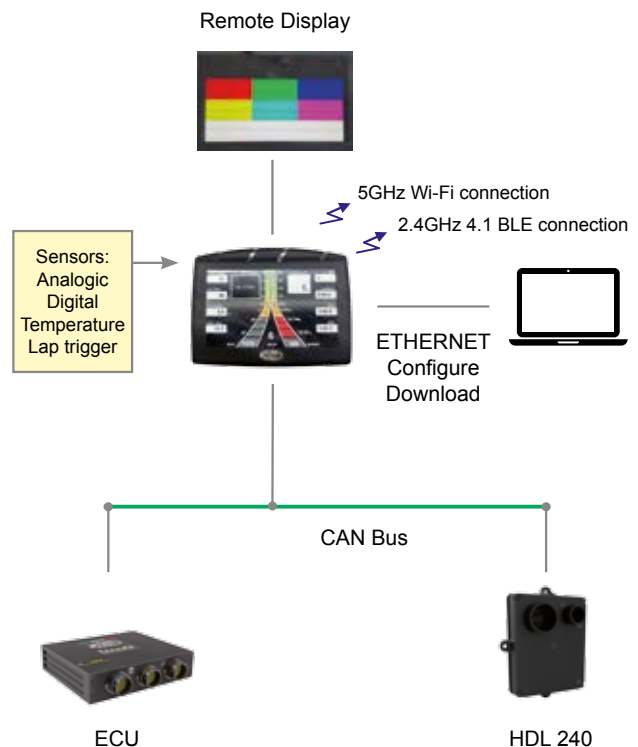 Remote Display
5GHz Wi-Fi connection
2.4GHz 4.1 BLE connection
Sensors:
Analogic
Digital
Temperature
Lap trigger
ETHERNET
Configure
Download
CAN Bus
ECU
HDL 240